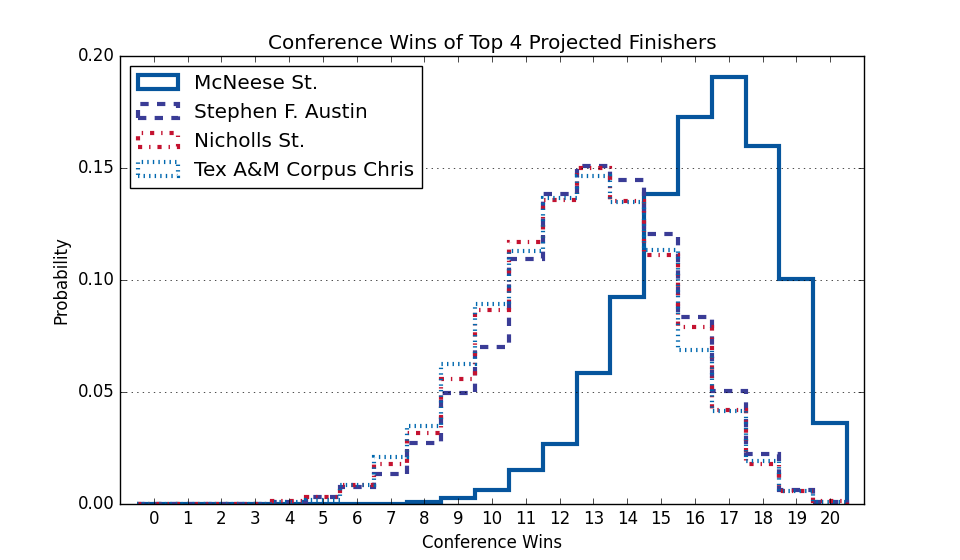 Conference Wins of Top 4 Projected Finishers
McNeese St.
Stephen F. Austin
Nicholls St.
Tex A&M Corpus Chris
0.20
0.15
0.10
0.05
0.00
Probability
0 1 2 3 4 5 6 7 8 9 10 11 12 13 14 15 16 17 18 19 20
Conference Wins